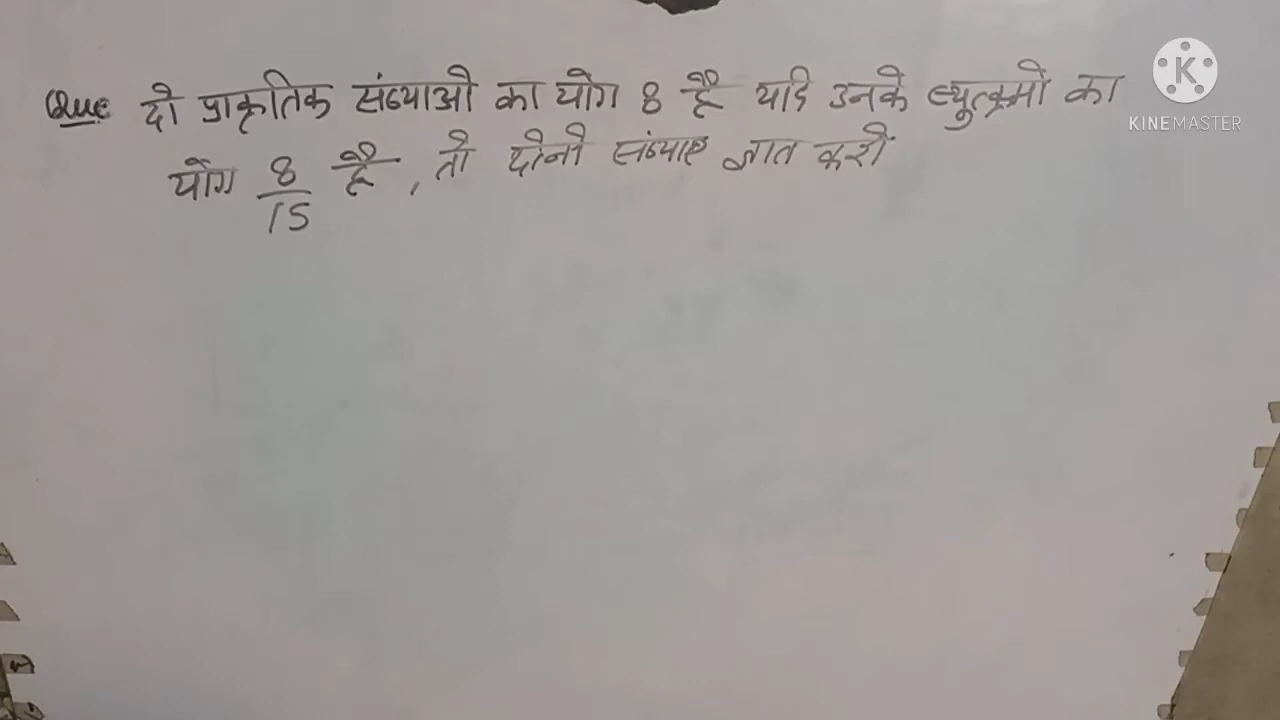 Que दो प्राकृतिक संख्याओ का योग 8 है यदि उनके व्युत्क्रमो का
योग 8/15 है, तो दोनो संख्याए ज्ञात करो
K
KINEMASTER